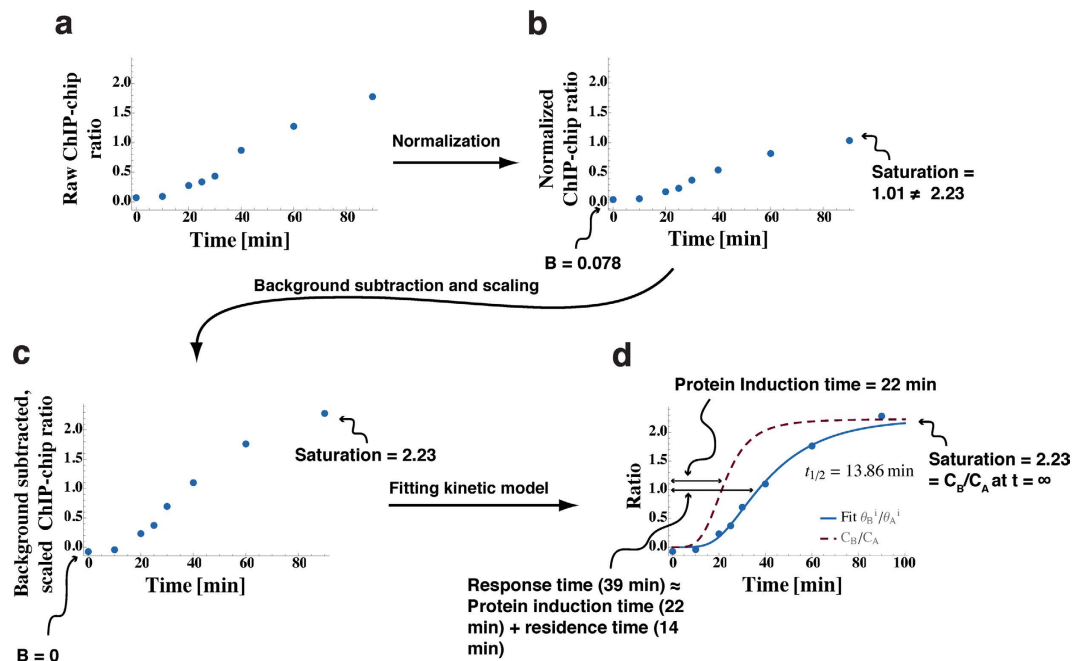 a
Raw ChIP-chip
ratio
2.0
1.5
1.0
0.5
0.0
0
20
40
60
80
Time [min]
Normalization
b
Normalized
ChIP-chip ratio
2.0
1.5
1.0
0.5
0.0
0
20
40
60
80
Time [min]
Saturation =
1.01 ≠ 2.23
B = 0.078
Background subtraction and scaling
c
Background subtracted,
scaled ChIP-chip ratio
2.0
1.5
1.0
0.5
0.0
0
20
40
60
80
Time [min]
Saturation = 2.23
B = 0
Fitting kinetic model
d
Protein Induction time = 22 min
Ratio
2.0
1.5
1.0
0.5
0.0
0
20
40
60
80
100
Time [min]
t1/2 = 13.86 min
Fit θB^i/θA^i
CB/CA
Saturation = 2.23
= CB/CA at t = ∞
Response time (39 min) ≈
Protein induction time (22
min) + residence time (14
min)